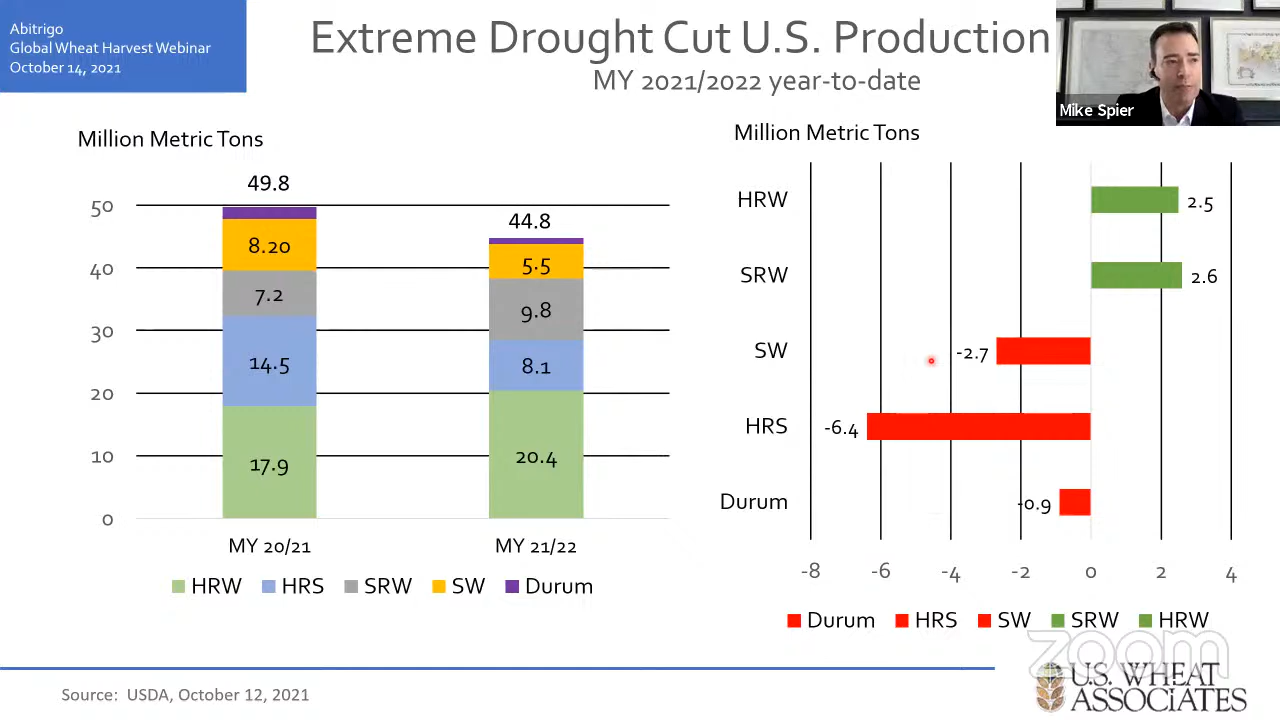 Abitrigo
Global Wheat Harvest Webinar
October 14, 2021
Extreme Drought Cut U.S. Production
MY 2021/2022 year-to-date
Mike Spier
Million Metric Tons
49.8
44.8
50
40
30
20
10
0
8.20
7.2
14.5
17.9
5.5
9.8
8.1
20.4
MY 20/21
MY 21/22
HRW HRS SRW SW Durum
Million Metric Tons
HRW 2.5
SRW 2.6
SW -2.7
HRS -6.4
Durum -0.9
-8 -6 -4 -2 0 2 4
Durum HRS SW SRW HRW
zoom
Source: USDA, October 12, 2021
U.S. WHEAT
ASSOCIATES